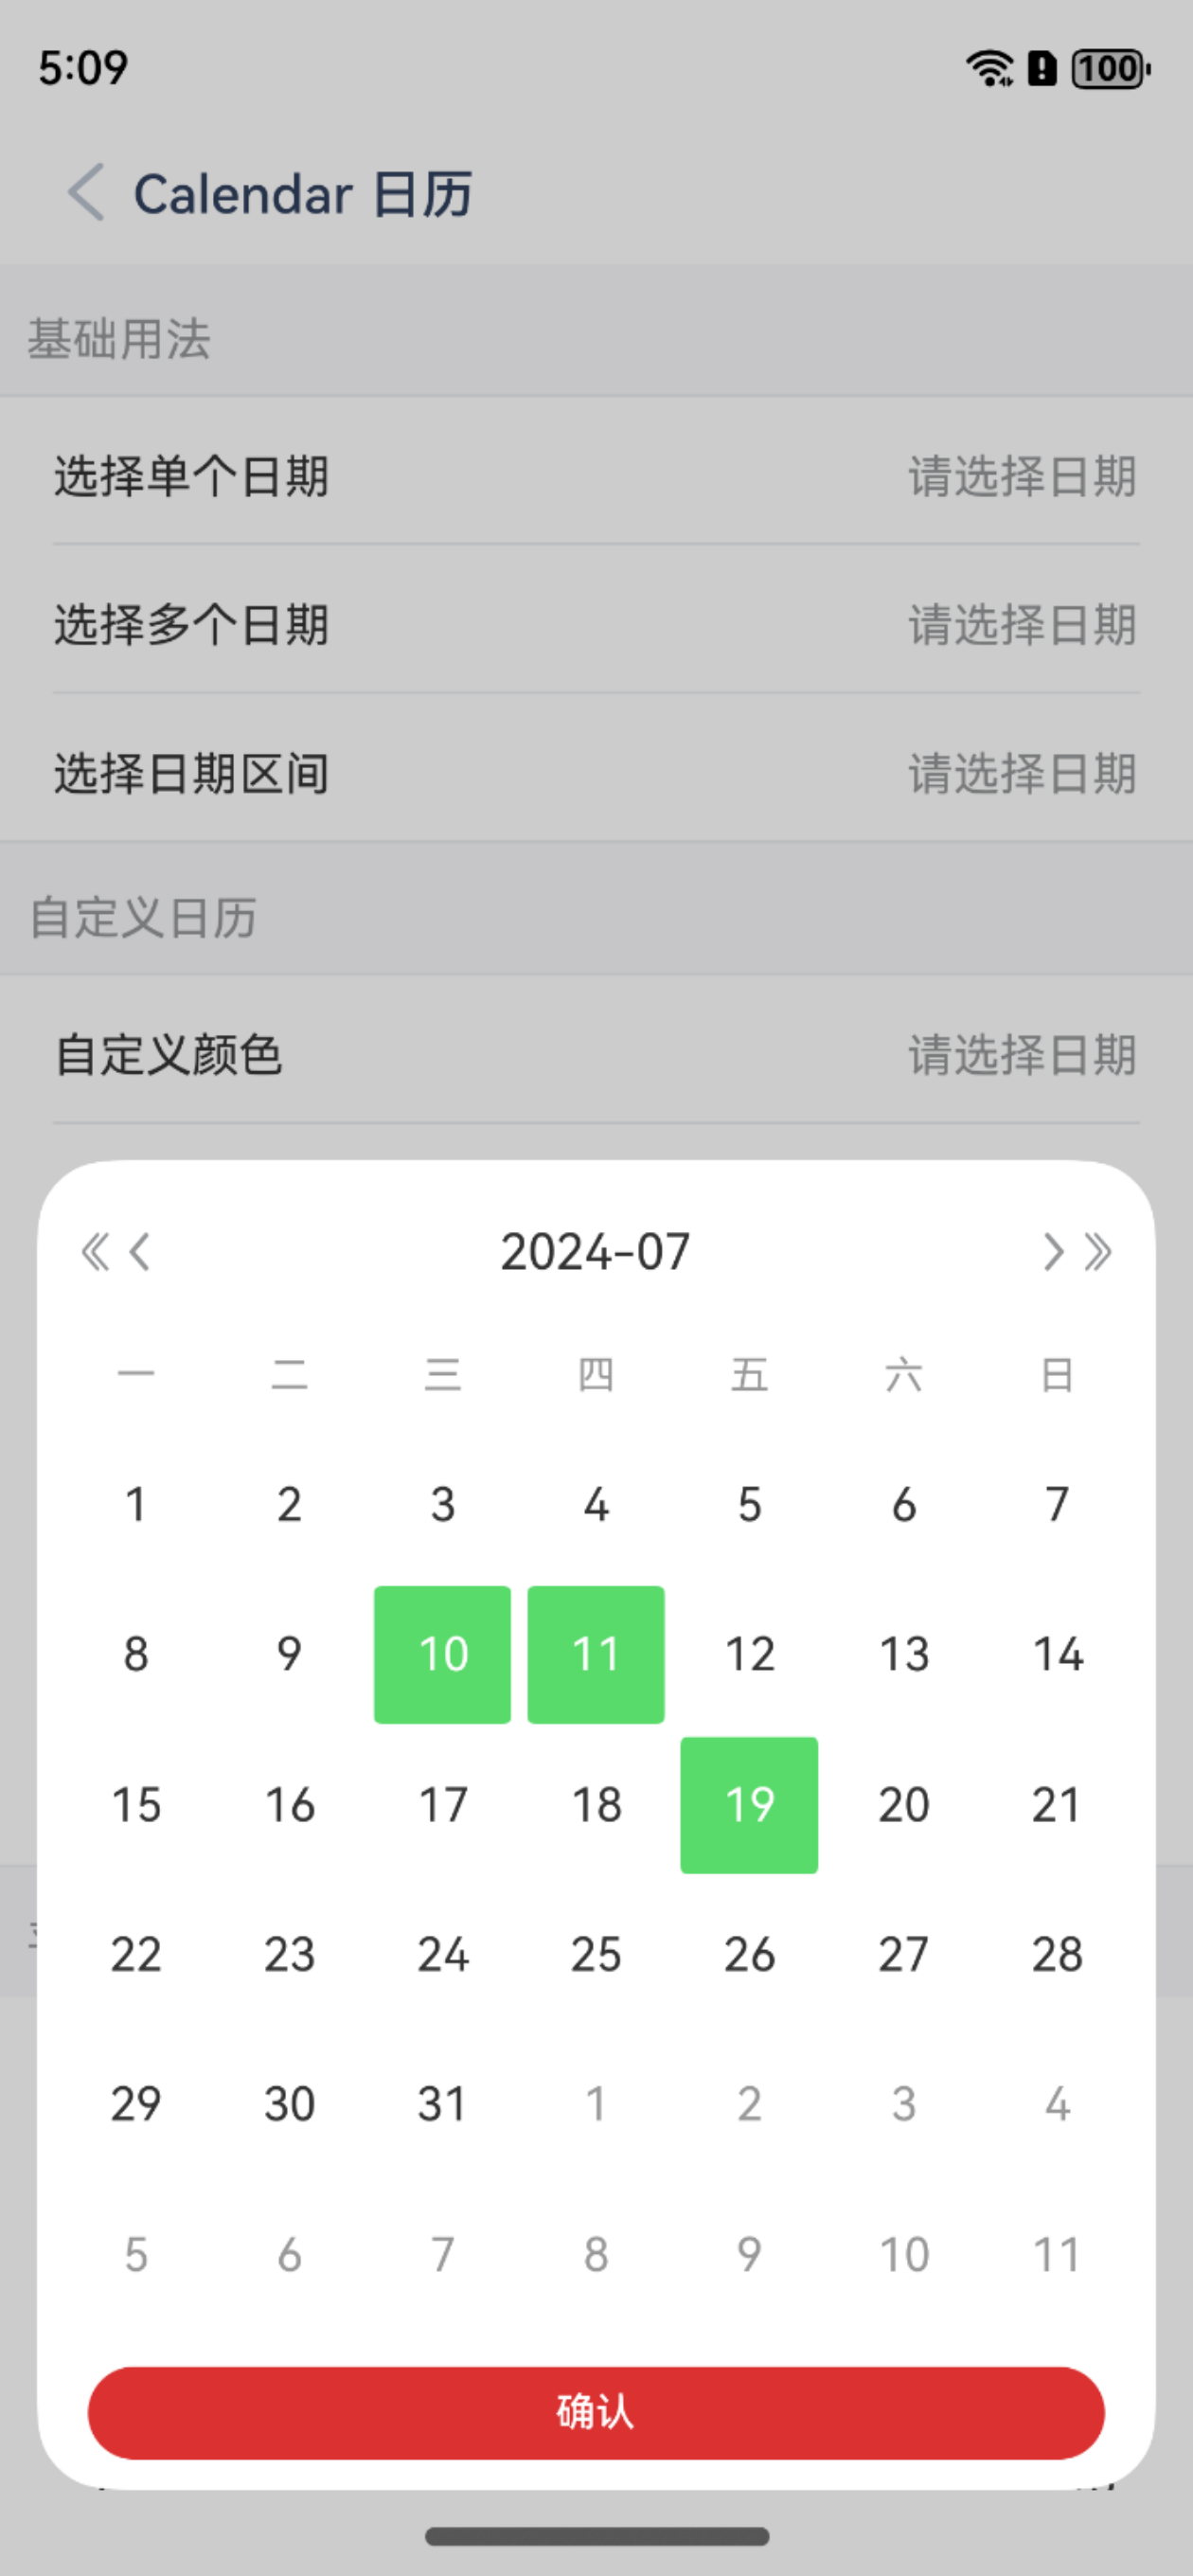 5:09
100
Calendar 日历
基础用法
选择单个日期 请选择日期
选择多个日期 请选择日期
选择日期区间 请选择日期
自定义日历
自定义颜色 请选择日期
2024-07
一 二 三 四 五 六 日
1 2 3 4 5 6 7
8 9 10 11 12 13 14
15 16 17 18 19 20 21
22 23 24 25 26 27 28
29 30 31 1 2 3 4
5 6 7 8 9 10 11
确认